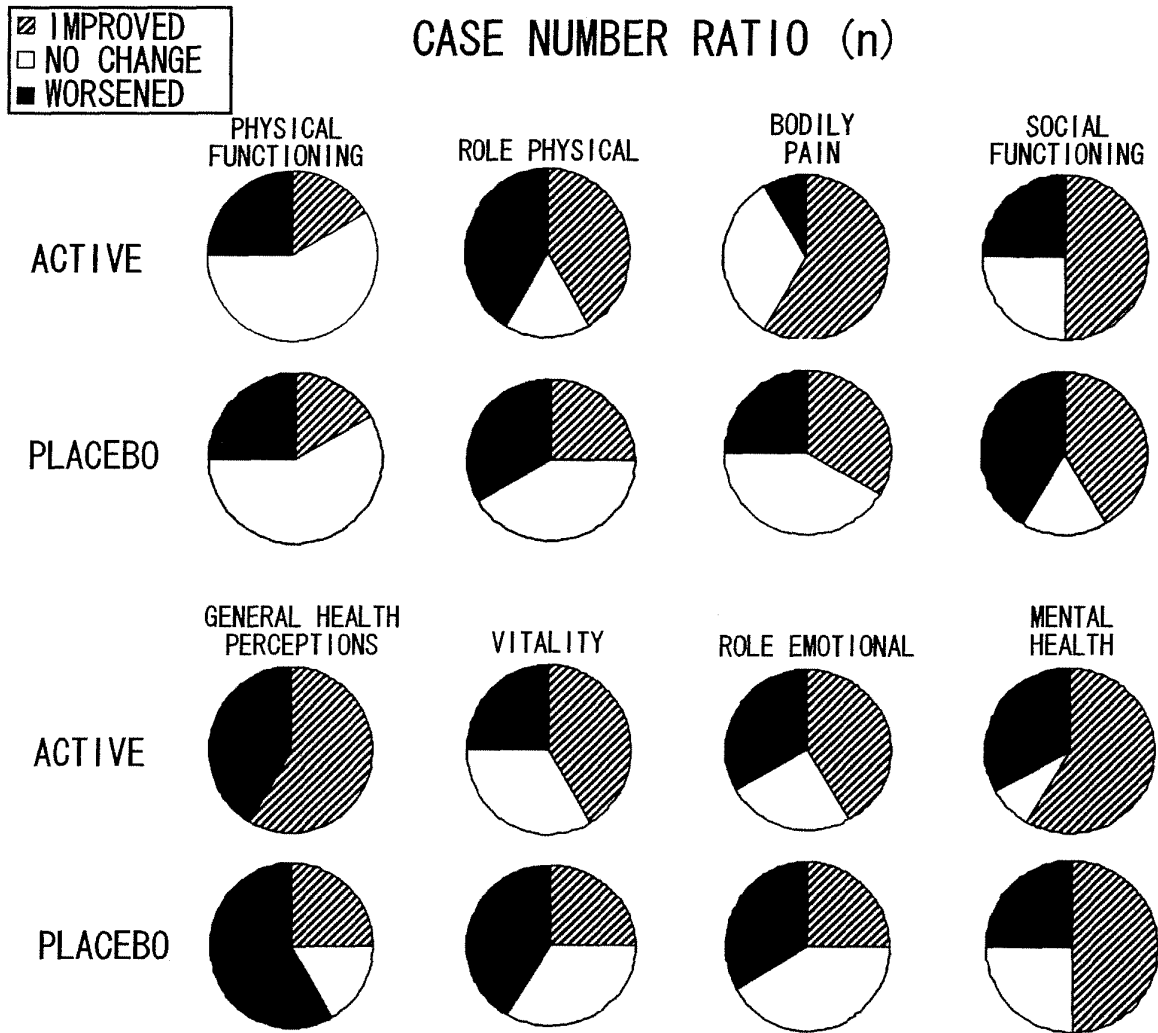 IMPROVED
NO CHANGE
WORSENED
CASE NUMBER RATIO (n)
PHYSICAL
FUNCTIONING
ROLE PHYSICAL
BODILY
PAIN
SOCIAL
FUNCTIONING
ACTIVE
PLACEBO
GENERAL HEALTH
PERCEPTIONS
VITALITY
ROLE EMOTIONAL
MENTAL
HEALTH
ACTIVE
PLACEBO